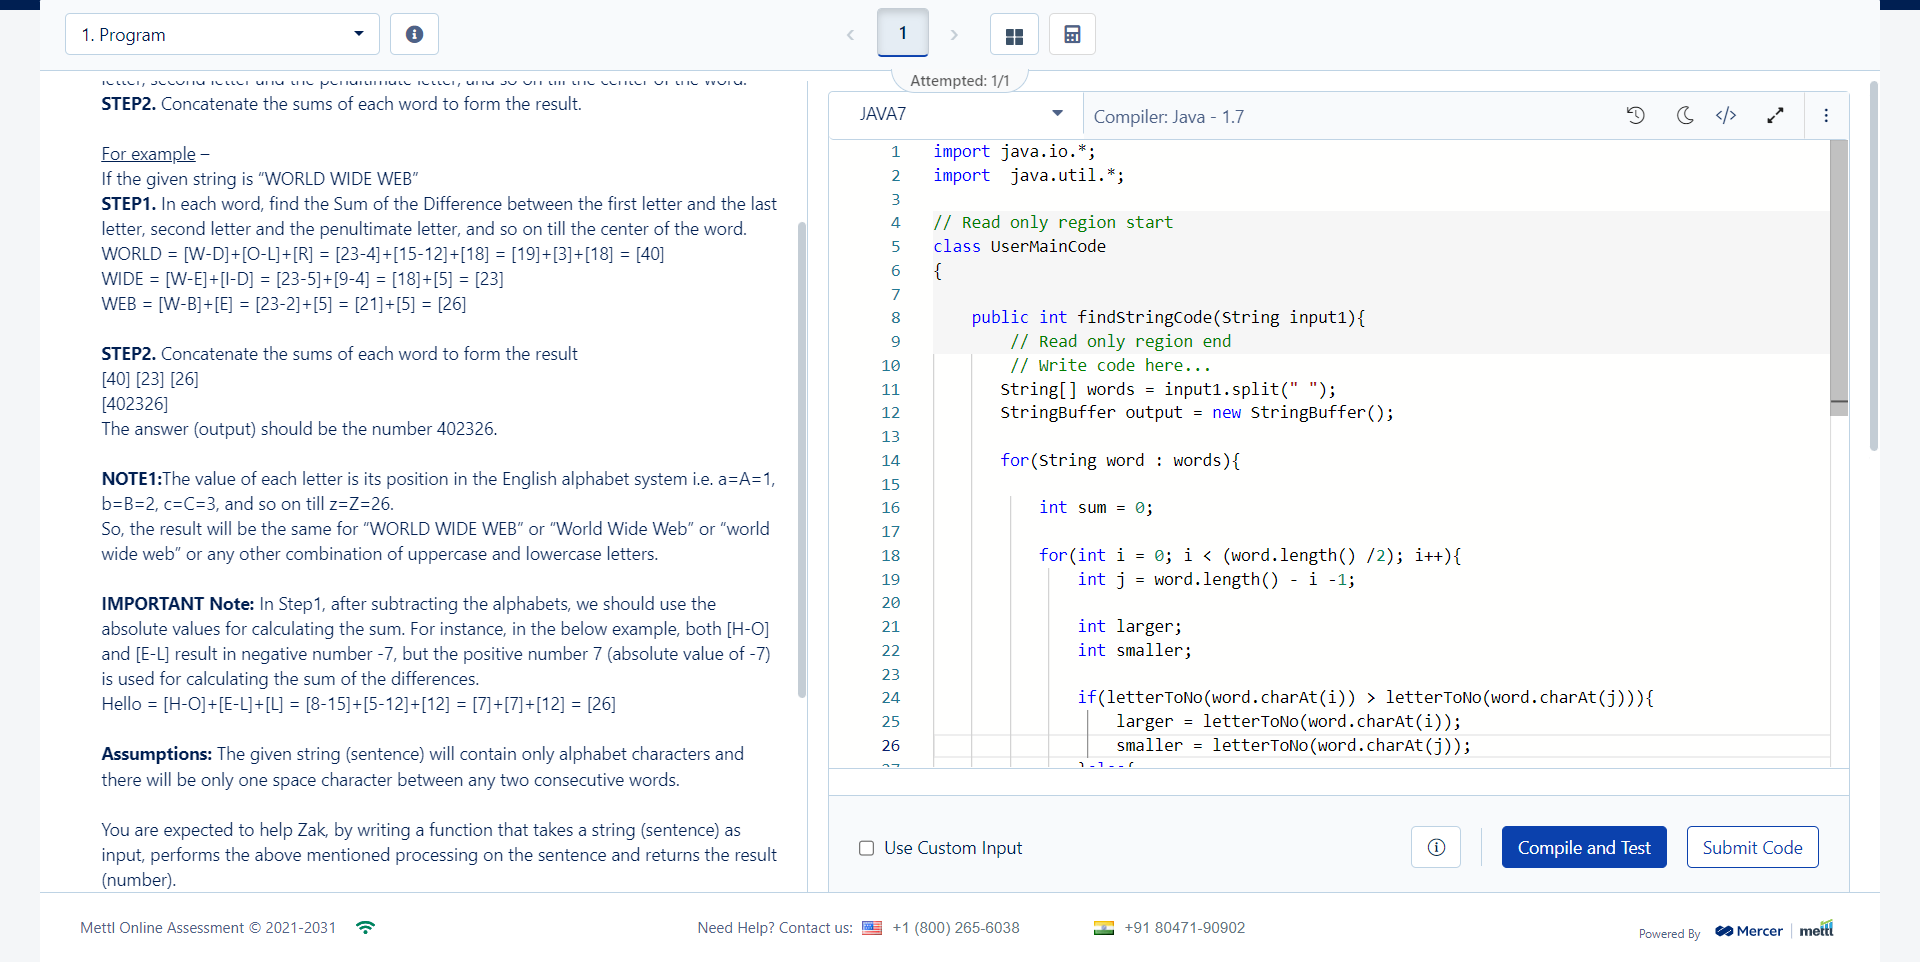 1. Program
1
Attempted: 1/1
letter, second letter and the penultimate letter, and so on till the center of the word.
STEP2. Concatenate the sums of each word to form the result.
For example –
If the given string is “WORLD WIDE WEB”
STEP1. In each word, find the Sum of the Difference between the first letter and the last
letter, second letter and the penultimate letter, and so on till the center of the word.
WORLD = [W-D]+[O-L]+[R] = [23-4]+[15-12]+[18] = [19]+[3]+[18] = [40]
WIDE = [W-E]+[I-D] = [23-5]+[9-4] = [18]+[5] = [23]
WEB = [W-B]+[E] = [23-2]+[5] = [21]+[5] = [26]
STEP2. Concatenate the sums of each word to form the result
[40] [23] [26]
[402326]
The answer (output) should be the number 402326.
NOTE1:The value of each letter is its position in the English alphabet system i.e. a=A=1,
b=B=2, c=C=3, and so on till z=Z=26.
So, the result will be the same for “WORLD WIDE WEB” or “World Wide Web” or “world
wide web” or any other combination of uppercase and lowercase letters.
IMPORTANT Note: In Step1, after subtracting the alphabets, we should use the
absolute values for calculating the sum. For instance, in the below example, both [H-O]
and [E-L] result in negative number -7, but the positive number 7 (absolute value of -7)
is used for calculating the sum of the differences.
Hello = [H-O]+[E-L]+[L] = [8-15]+[5-12]+[12] = [7]+[7]+[12] = [26]
Assumptions: The given string (sentence) will contain only alphabet characters and
there will be only one space character between any two consecutive words.
You are expected to help Zak, by writing a function that takes a string (sentence) as
input, performs the above mentioned processing on the sentence and returns the result
(number).
JAVA7
Compiler: Java - 1.7
1 import java.io.*;
2 import  java.util.*;
3
4 // Read only region start
5 class UserMainCode
6 {
7
8     public int findStringCode(String input1){
9         // Read only region end
10         // Write code here...
11        String[] words = input1.split(" ");
12        StringBuffer output = new StringBuffer();
13
14        for(String word : words){
15
16            int sum = 0;
17
18            for(int i = 0; i < (word.length() /2); i++){
19                int j = word.length() - i -1;
20
21                int larger;
22                int smaller;
23
24                if(letterToNo(word.charAt(i)) > letterToNo(word.charAt(j))){
25                    larger = letterToNo(word.charAt(i));
26                    smaller = letterToNo(word.charAt(j));
27                }else{
Use Custom Input
Compile and Test
Submit Code
Mettl Online Assessment © 2021-2031
Need Help? Contact us: +1 (800) 265-6038
+91 80471-90902
Powered By
Mercer | mettl